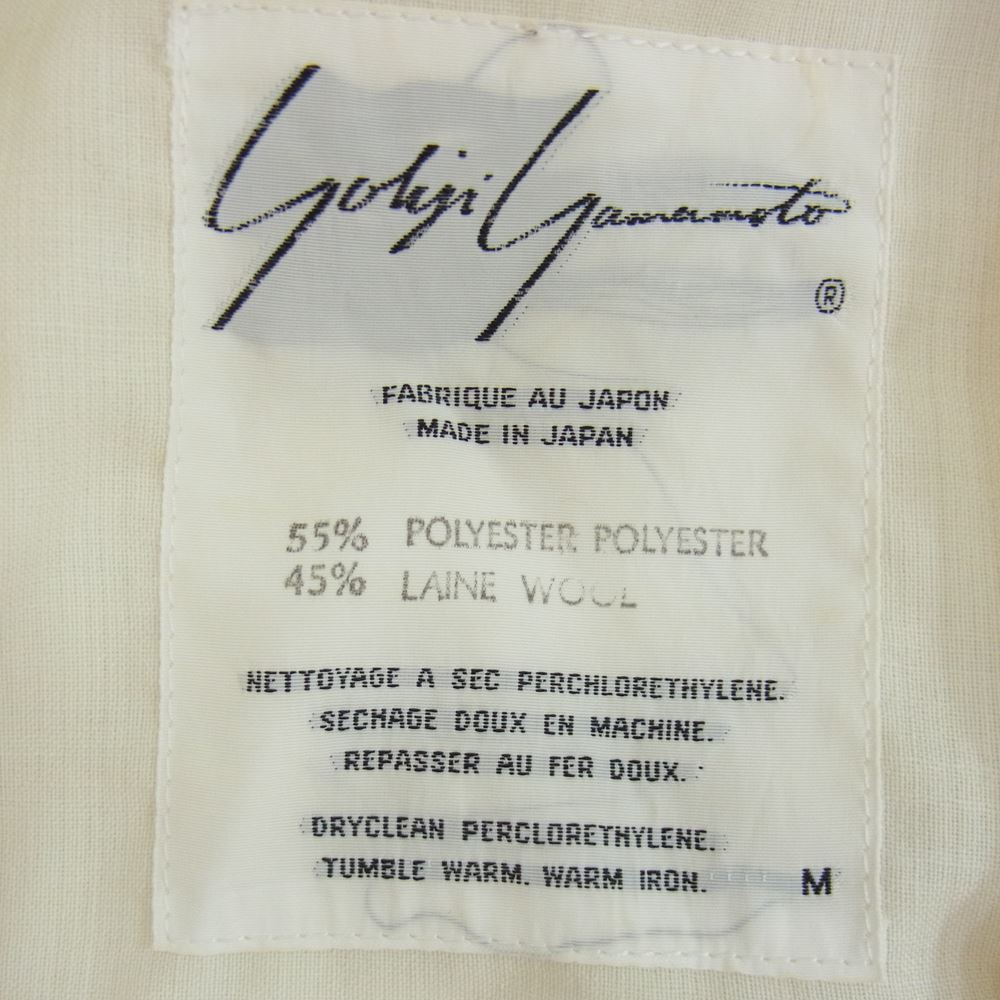 Yohji Yamamoto
®
FABRIQUE AU JAPON
MADE IN JAPAN
55% POLYESTER POLYESTER
45% LAINE WOOL
NETTOYAGE A SEC PERCHLORETHYLENE.
SECHAGE DOUX EN MACHINE.
REPASSER AU FER DOUX.
DRYCLEAN PERCLORETHYLENE.
TUMBLE WARM. WARM IRON. M